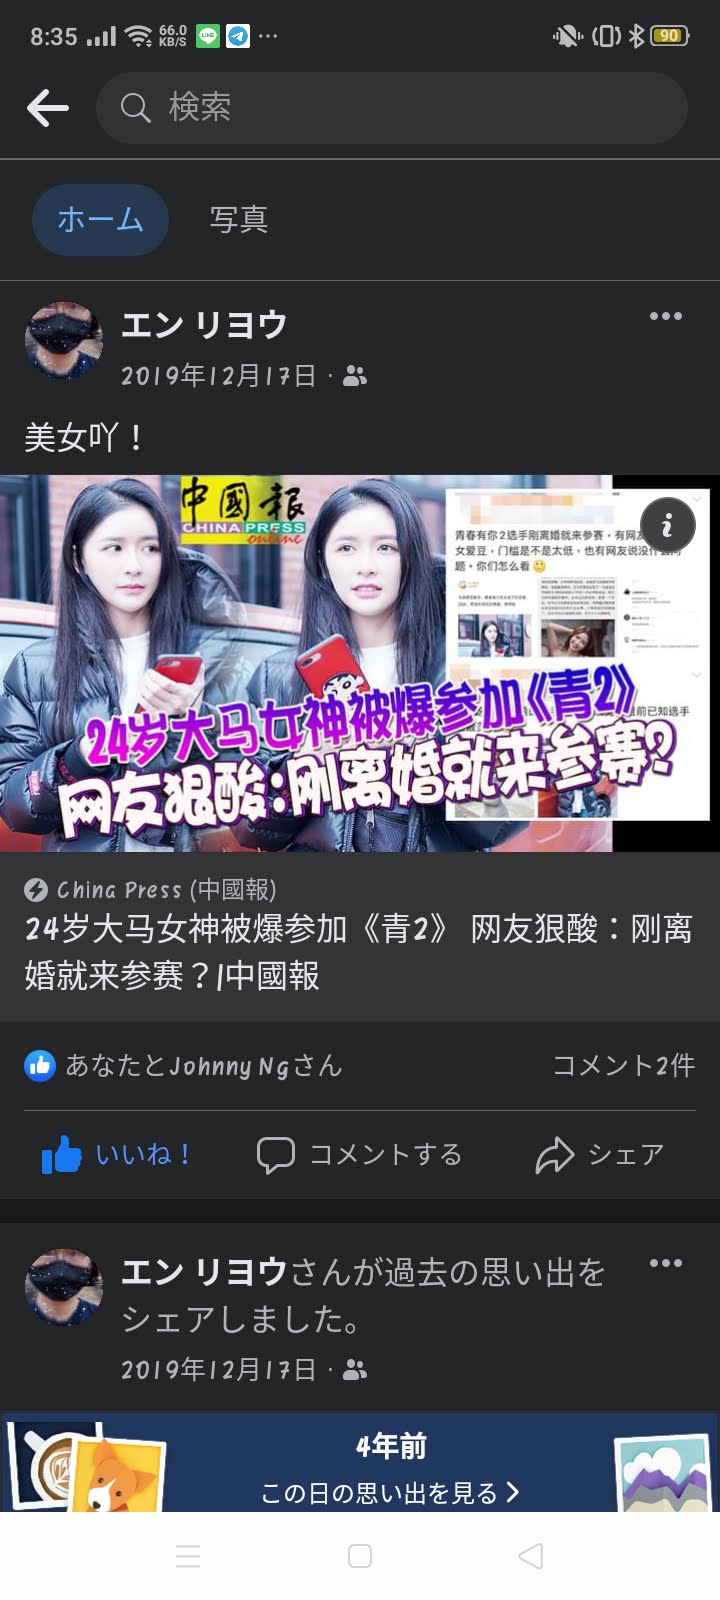 8:35
66.0
KB/S
LINE
90
検索
ホーム
写真
エン リヨウ
2019年12月17日
美女吖！
中國報
CHINA PRESS
online
青春有你2选手刚离婚就来参赛，有网友
女爱豆，门槛是不是太低，也有网友说没什么问
题。你们怎么看
目前已知选手
24岁大马女神被爆参加《青2》
网友狠酸:刚离婚就来参赛?
China Press (中國報)
24岁大马女神被爆参加《青2》 网友狠酸：刚离
婚就来参赛？|中國報
あなたとJohnny Ngさん
コメント2件
いいね！
コメントする
シェア
エン リヨウさんが過去の思い出を
シェアしました。
2019年12月17日
4年前
この日の思い出を見る